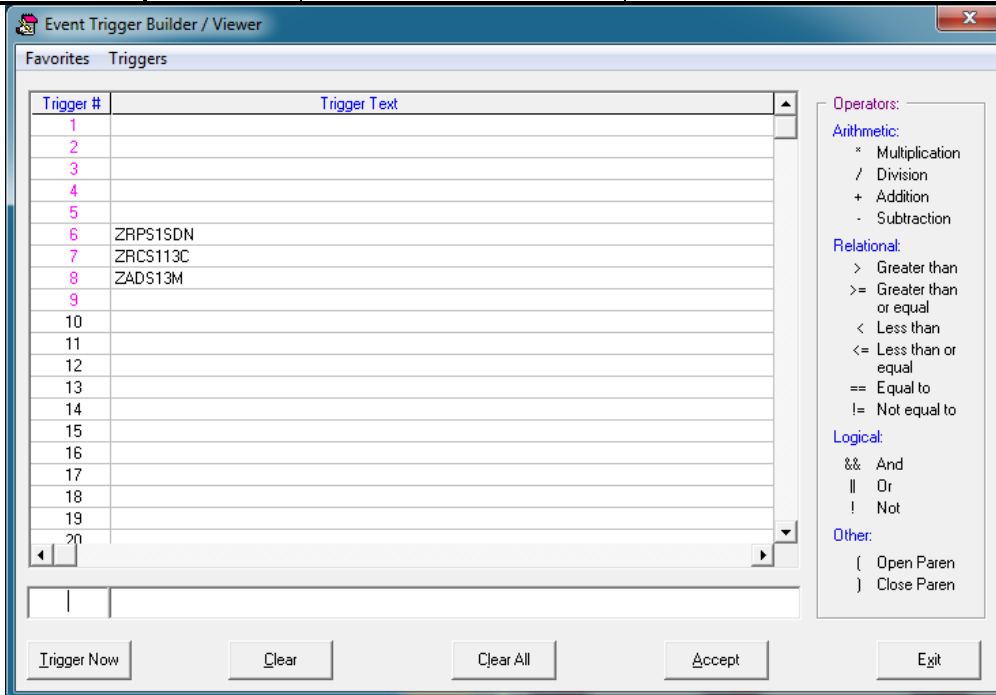 Event Trigger Builder / Viewer
x
Favorites Triggers
Trigger # Trigger Text
1
2
3
4
5
6 ZRPS1SDN
7 ZRCS113C
8 ZADS13M
9
10
11
12
13
14
15
16
17
18
19
20
Operators:
Arithmetic:
* Multiplication
/ Division
+ Addition
- Subtraction
Relational:
> Greater than
>= Greater than
or equal
< Less than
<= Less than or
equal
== Equal to
!= Not equal to
Logical:
&& And
|| Or
! Not
Other:
( Open Paren
) Close Paren
Trigger Now Clear Clear All Accept Exit